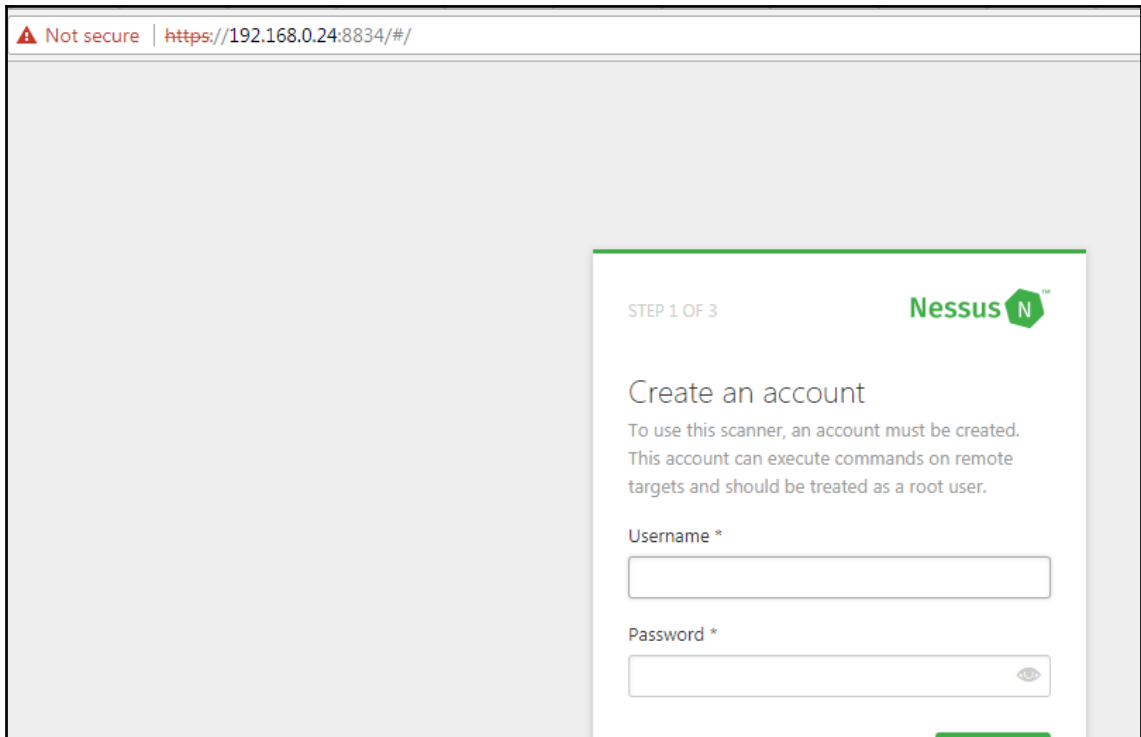 Not secure | https://192.168.0.24:8834/#/
STEP 1 OF 3
Nessus N ™
Create an account
To use this scanner, an account must be created.
This account can execute commands on remote
targets and should be treated as a root user.
Username *
Password *